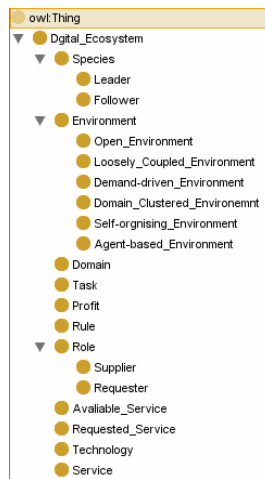 owl:Thing
Dgital_Ecosystem
Species
Leader
Follower
Environment
Open_Environment
Loosely_Coupled_Environment
Demand-driven_Environment
Domain_Clustered_Environemnt
Self-orgnising_Environment
Agent-based_Environment
Domain
Task
Profit
Rule
Role
Supplier
Requester
Avaliable_Service
Requested_Service
Technology
Service